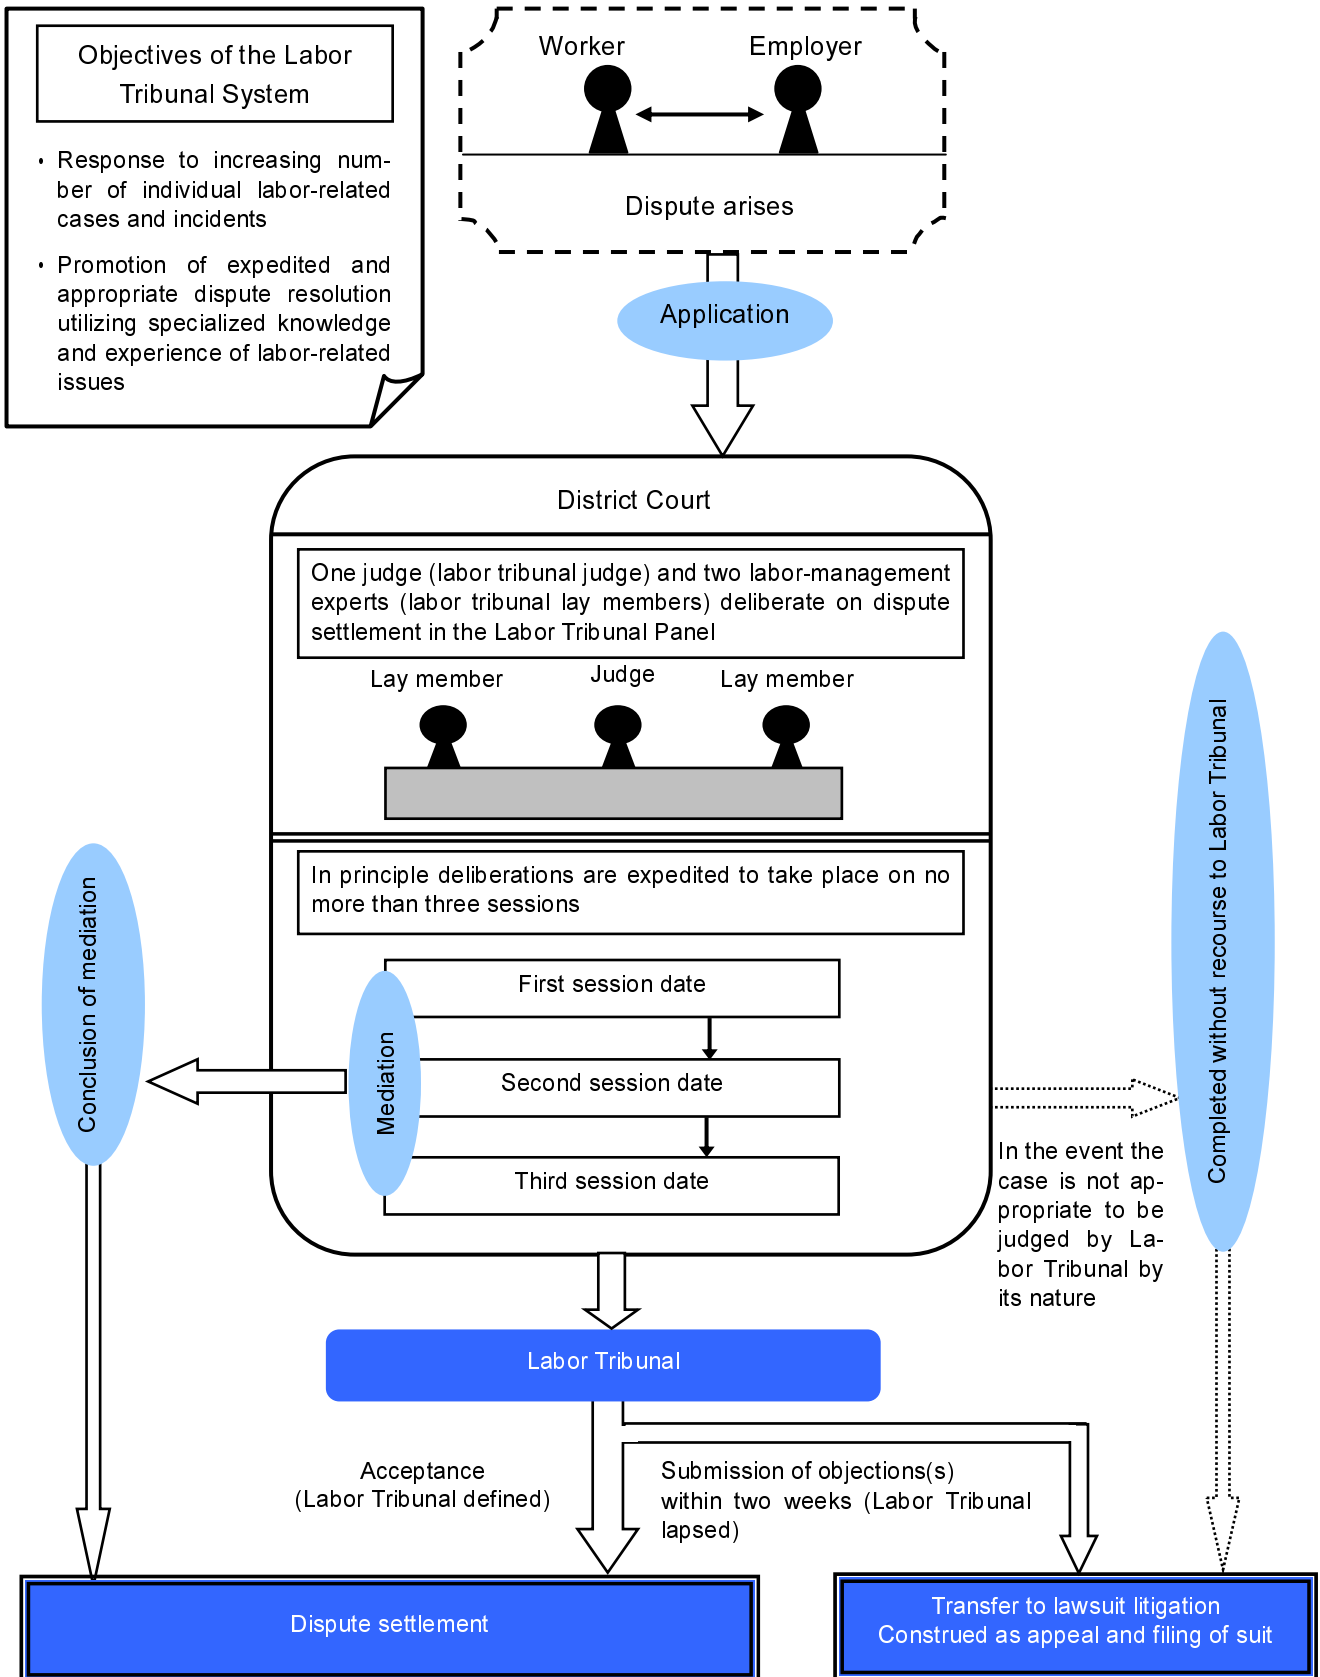 Objectives of the Labor
Tribunal System
• Response to increasing num-
ber of individual labor-related
cases and incidents
• Promotion of expedited and
appropriate dispute resolution
utilizing specialized knowledge
and experience of labor-related
issues
Worker
Employer
Dispute arises
Application
District Court
One judge (labor tribunal judge) and two labor-management
experts (labor tribunal lay members) deliberate on dispute
settlement in the Labor Tribunal Panel
Lay member
Judge
Lay member
In principle deliberations are expedited to take place on no
more than three sessions
First session date
Second session date
Third session date
Mediation
Conclusion of mediation
Completed without recourse to Labor Tribunal
In the event the
case is not ap-
propriate to be
judged by La-
bor Tribunal by
its nature
Labor Tribunal
Acceptance
(Labor Tribunal defined)
Submission of objections(s)
within two weeks (Labor Tribunal
lapsed)
Dispute settlement
Transfer to lawsuit litigation
Construed as appeal and filing of suit